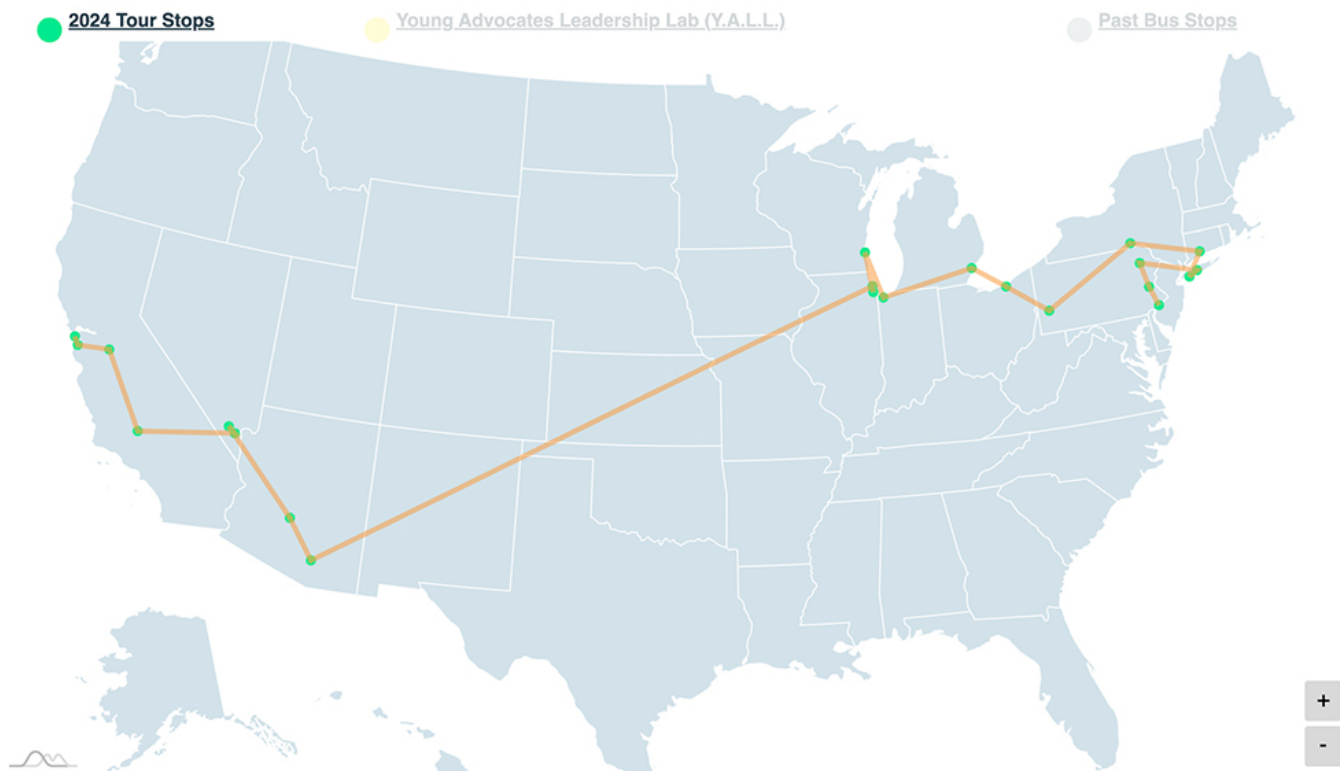 2024 Tour Stops
Young Advocates Leadership Lab (Y.A.L.L.)
Past Bus Stops
+
-